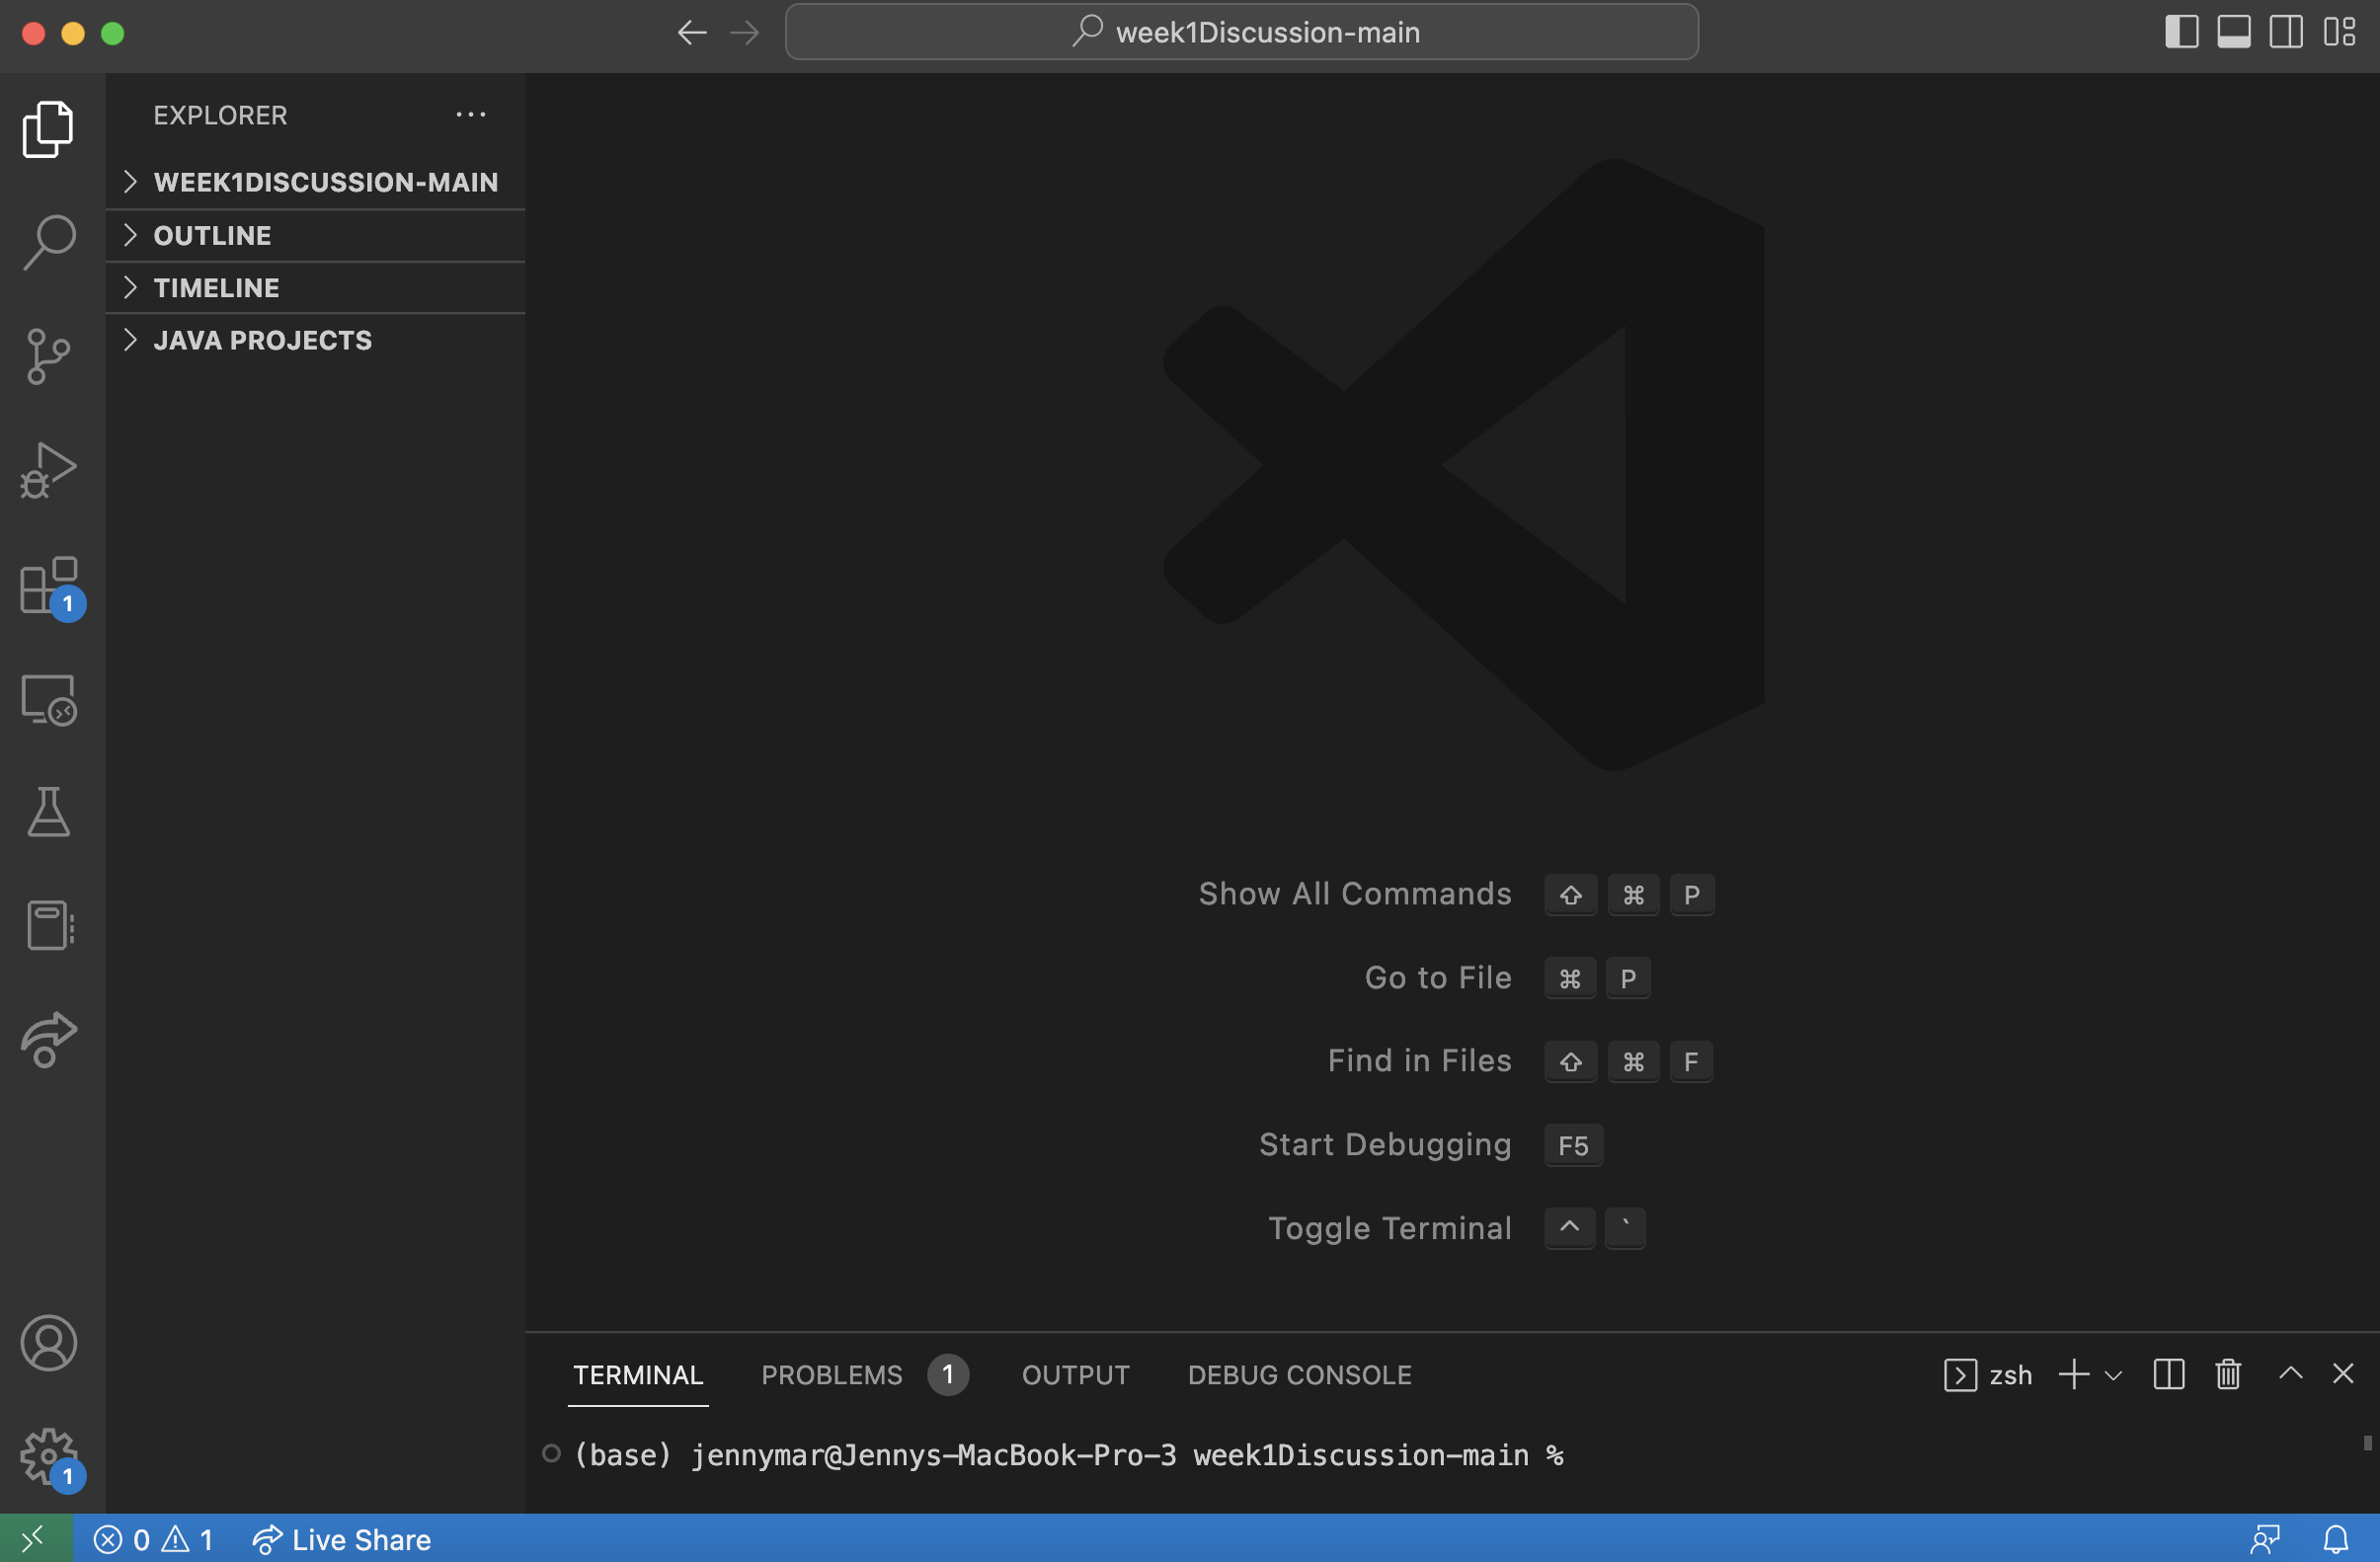 week1Discussion-main
EXPLORER
WEEK1DISCUSSION-MAIN
OUTLINE
TIMELINE
JAVA PROJECTS
1
Show All Commands ⇧ ⌘ P
Go to File ⌘ P
Find in Files ⇧ ⌘ F
Start Debugging F5
Toggle Terminal ^ `
TERMINAL PROBLEMS 1 OUTPUT DEBUG CONSOLE zsh
(base) jennymar@Jennys-MacBook-Pro-3 week1Discussion-main %
1
0 1 Live Share